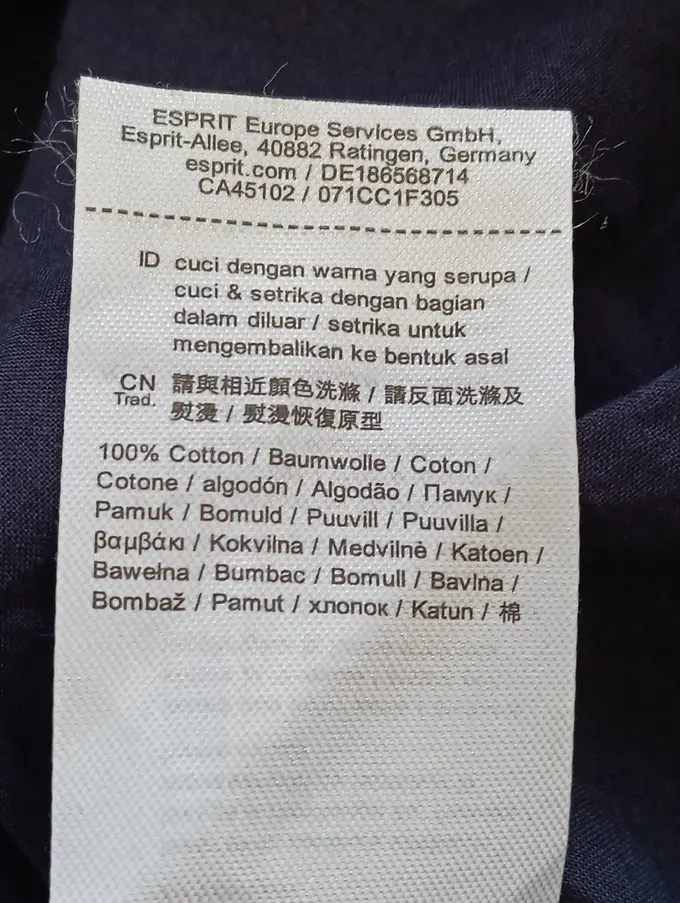 ESPRIT Europe Services GmbH,
Esprit-Allee, 40882 Ratingen, Germany
esprit.com / DE186568714
CA45102 / 071CC1F305
ID cuci dengan warna yang serupa /
cuci & setrika dengan bagian
dalam diluar / setrika untuk
mengembalikan ke bentuk asal
CN Trad. 請與相近顏色洗滌 / 請反面洗滌及
熨燙 / 熨燙恢復原型
100% Cotton / Baumwolle / Coton /
Cotone / algodón / Algodão / Памук /
Pamuk / Bomuld / Puuvill / Puuvilla /
βαμβάκι / Kokvilna / Medvilnė / Katoen /
Bawełna / Bumbac / Bomull / Bavlna /
Bombaž / Pamut / хлопок / Katun / 棉